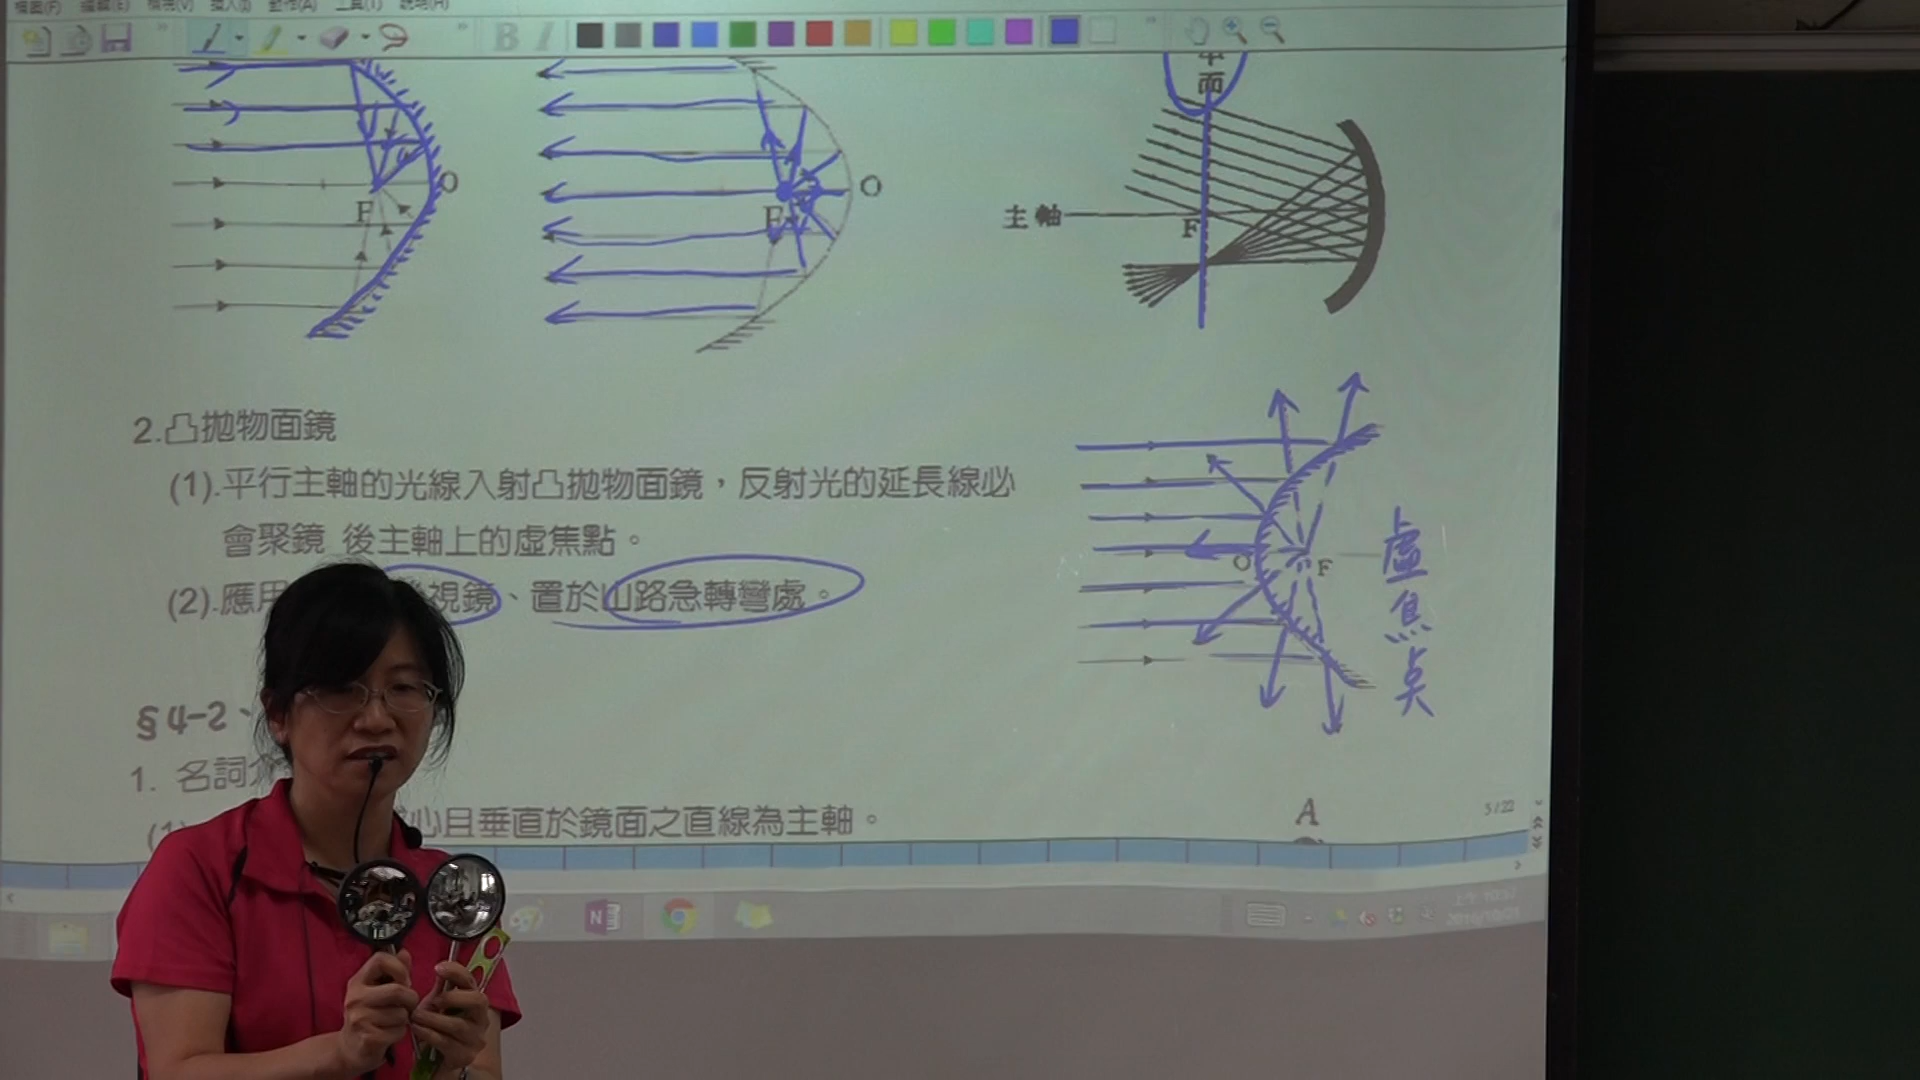 B I
O
F
O
F
面
主軸
F
2.凸拋物面鏡
(1).平行主軸的光線入射凸拋物面鏡，反射光的延長線必
會聚鏡 後主軸上的虛焦點。
(2).應用 視鏡、置於山路急轉彎處。
O
F
虛焦点
§4-2、
1. 名詞
心且垂直於鏡面之直線為主軸。
A
N